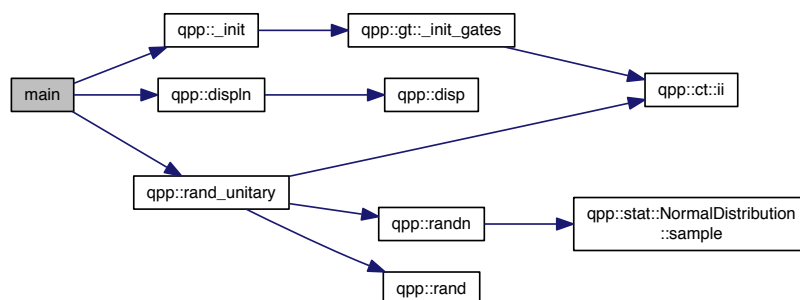 qpp::_init
qpp::gt::_init_gates
main
qpp::displn
qpp::disp
qpp::ct::ii
qpp::rand_unitary
qpp::randn
qpp::stat::NormalDistribution
::sample
qpp::rand